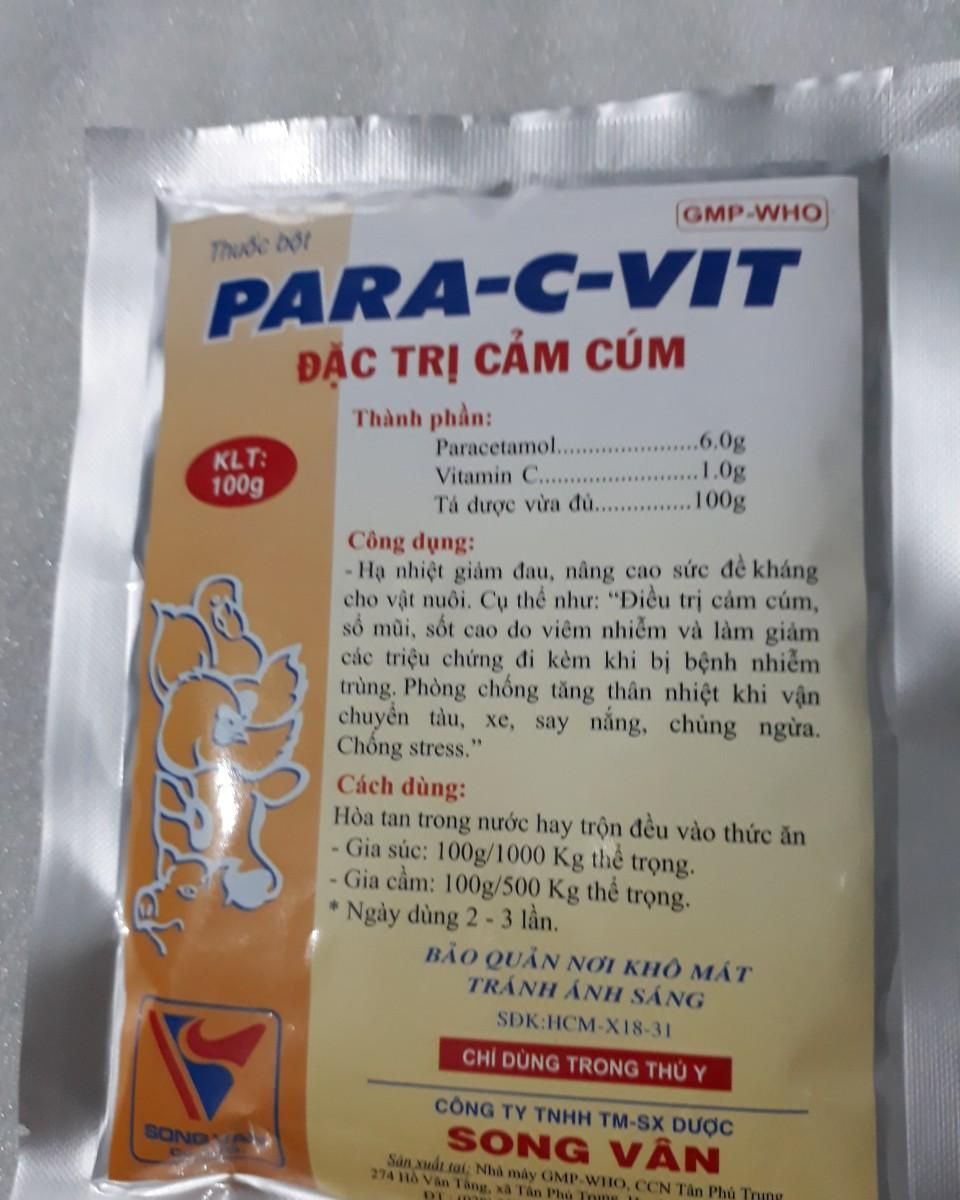 GMP-WHO
Thuốc bột
PARA-C-VIT
ĐẶC TRỊ CẢM CÚM
KLT:
100g
Thành phần:
Paracetamol......................6.0g
Vitamin C.........................1.0g
Tá dược vừa đủ...............100g
Công dụng:
- Hạ nhiệt giảm đau, nâng cao sức đề kháng
cho vật nuôi. Cụ thể như: “Điều trị cảm cúm,
sổ mũi, sốt cao do viêm nhiễm và làm giảm
các triệu chứng đi kèm khi bị bệnh nhiễm
trùng. Phòng chống tăng thân nhiệt khi vận
chuyển tàu, xe, say nắng, chủng ngừa.
Chống stress.”
Cách dùng:
Hòa tan trong nước hay trộn đều vào thức ăn
- Gia súc: 100g/1000 Kg thể trọng.
- Gia cầm: 100g/500 Kg thể trọng.
* Ngày dùng 2 - 3 lần.
BẢO QUẢN NƠI KHÔ MÁT
TRÁNH ÁNH SÁNG
SĐK:HCM-X18-31
CHỈ DÙNG TRONG THÚ Y
SONG VÂN
CÔNG TY TNHH TM-SX DƯỢC
SONG VÂN
Sản xuất tại: Nhà máy GMP-WHO, CCN Tân Phú Trung
274 Hồ Văn Tắng, xã Tân Phú Trung,
ĐT: